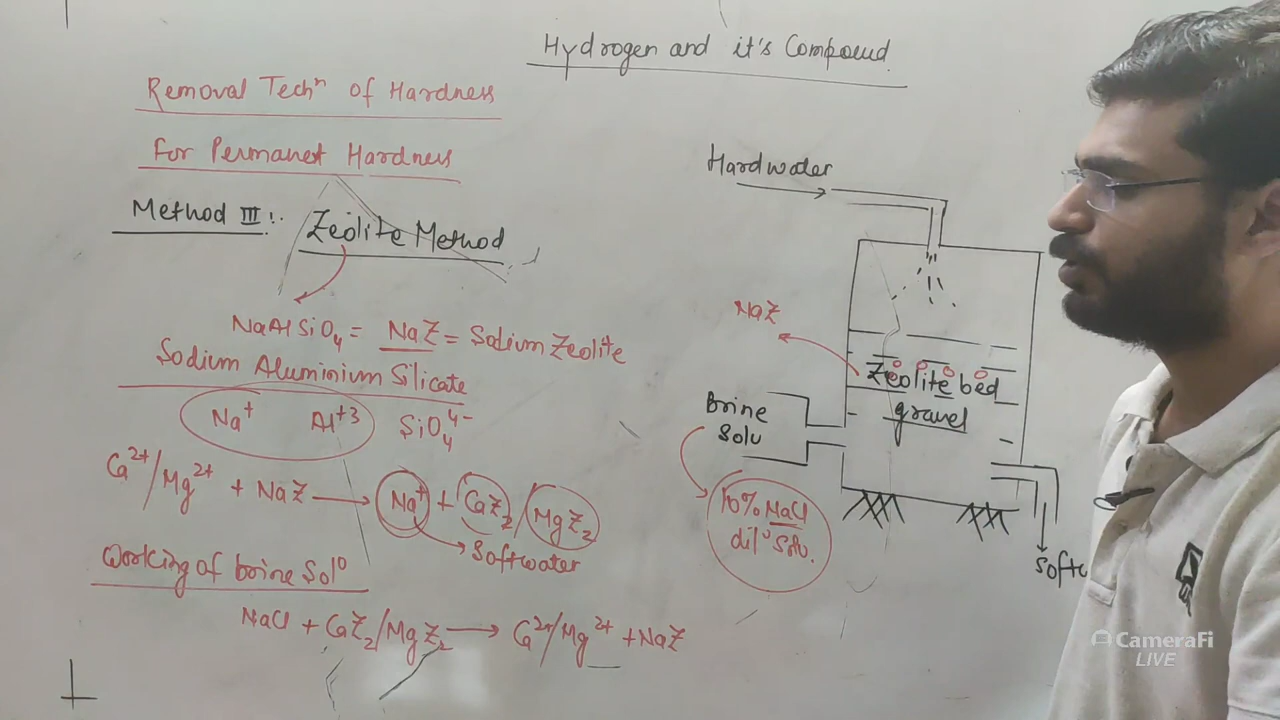 Hydrogen and it's Compound.
Removal Techⁿ of Hardness
For Permanent Hardness
Method III:.
Zeolite Method
NaAlSiO₄ = NaZ = Sodium Zeolite
Sodium Aluminium Silicate
Na⁺ Al⁺³ SiO₄⁴⁻
Ca²⁺/Mg²⁺ + NaZ → Na⁺ + CaZ₂/MgZ₂
Softwater
Working of brine Solⁿ
NaCl + CaZ₂/MgZ₂ → Ca²⁺/Mg²⁺ + NaZ
Hardwater
NaZ
Zeolite bed
gravel
Brine
Solu
10% NaCl
dilⁿ Soln.
Softw
CameraFi
LIVE